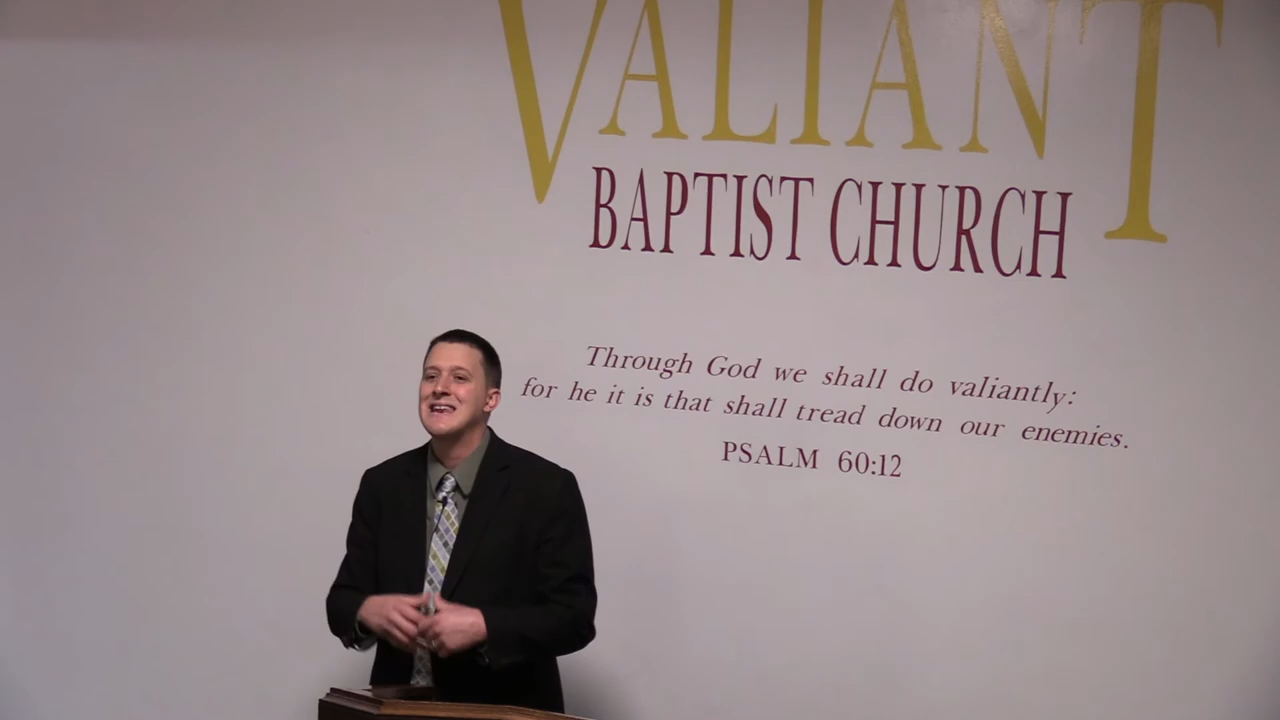 VALIANT
BAPTIST CHURCH
Through God we shall do valiantly:
for he it is that shall tread down our enemies.
PSALM 60:12